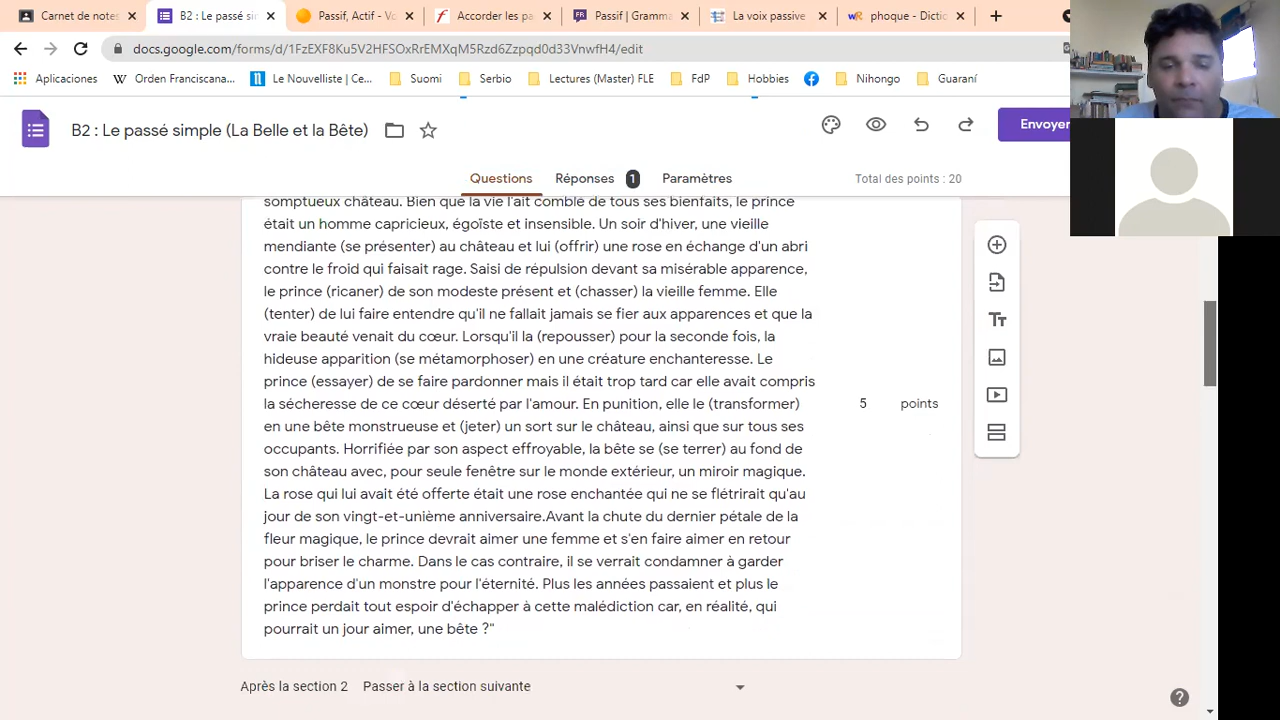 Carnet de notes
B2 : Le passé sim
Passif, Actif - Vo
Accorder les pa
Passif | Gramma
La voix passive
phoque - Dictic
docs.google.com/forms/d/1FzEXF8Ku5V2HFSOxRrEMXqM5Rzd6Zzpqd0d33VnwfH4/edit
Aplicaciones
Orden Franciscana...
Le Nouvelliste | Ce...
Suomi
Serbio
Lectures (Master) FLE
FdP
Hobbies
Nihongo
Guaraní
B2 : Le passé simple (La Belle et la Bête)
Envoyer
Questions
Réponses 1
Paramètres
Total des points : 20
somptueux château. Bien que la vie l'ait comblé de tous ses bienfaits, le prince
était un homme capricieux, égoïste et insensible. Un soir d'hiver, une vieille
mendiante (se présenter) au château et lui (offrir) une rose en échange d'un abri
contre le froid qui faisait rage. Saisi de répulsion devant sa misérable apparence,
le prince (ricaner) de son modeste présent et (chasser) la vieille femme. Elle
(tenter) de lui faire entendre qu'il ne fallait jamais se fier aux apparences et que la
vraie beauté venait du cœur. Lorsqu'il la (repousser) pour la seconde fois, la
hideuse apparition (se métamorphoser) en une créature enchanteresse. Le
prince (essayer) de se faire pardonner mais il était trop tard car elle avait compris
la sécheresse de ce cœur déserté par l'amour. En punition, elle le (transformer)
en une bête monstrueuse et (jeter) un sort sur le château, ainsi que sur tous ses
occupants. Horrifiée par son aspect effroyable, la bête se (se terrer) au fond de
son château avec, pour seule fenêtre sur le monde extérieur, un miroir magique.
La rose qui lui avait été offerte était une rose enchantée qui ne se flétrirait qu'au
jour de son vingt-et-unième anniversaire.Avant la chute du dernier pétale de la
fleur magique, le prince devrait aimer une femme et s'en faire aimer en retour
pour briser le charme. Dans le cas contraire, il se verrait condamner à garder
l'apparence d'un monstre pour l'éternité. Plus les années passaient et plus le
prince perdait tout espoir d'échapper à cette malédiction car, en réalité, qui
pourrait un jour aimer, une bête ?"
5 points
Après la section 2 Passer à la section suivante